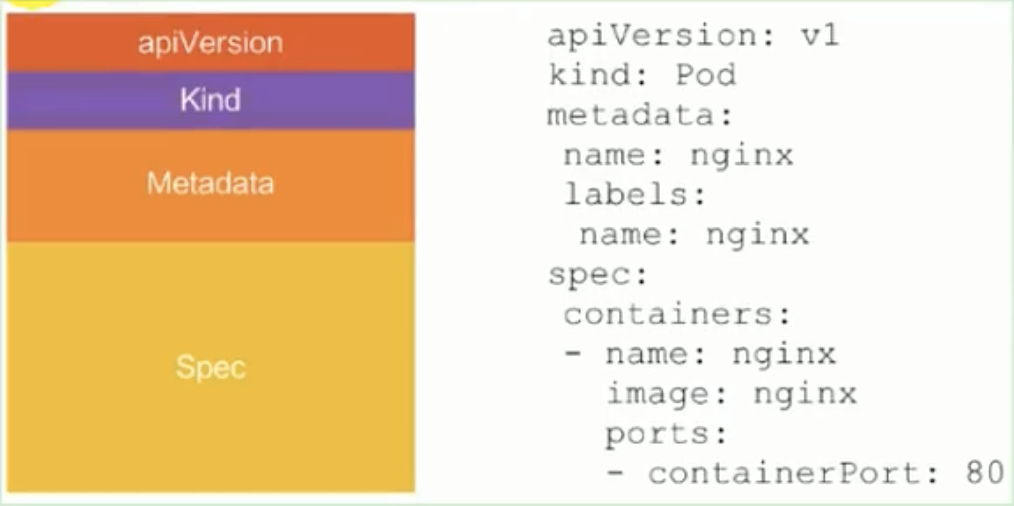 apiVersion
Kind
Metadata
Spec
apiVersion: v1
kind: Pod
metadata:
 name: nginx
 labels:
  name: nginx
spec:
 containers:
 - name: nginx
   image: nginx
   ports:
   - containerPort: 80